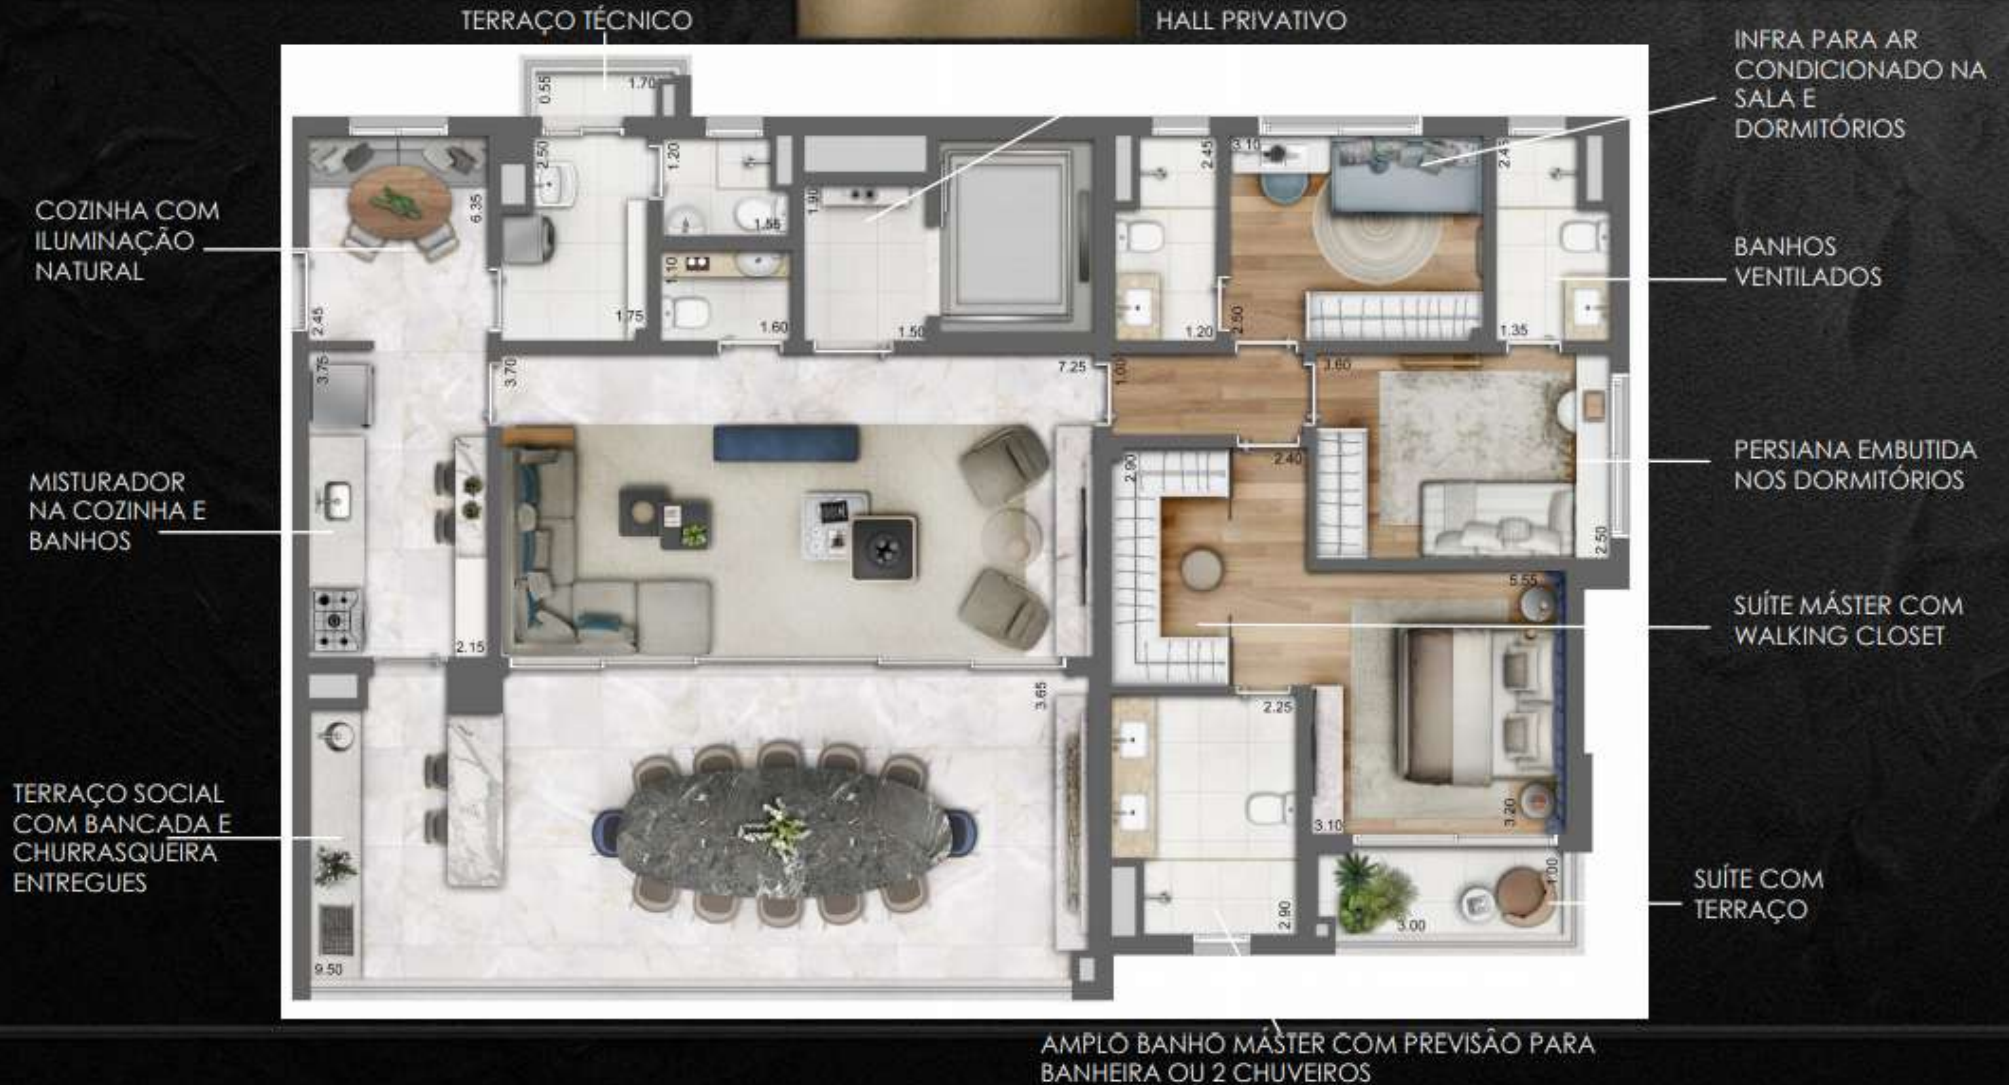 TERRAÇO TÉCNICO
HALL PRIVATIVO
INFRA PARA AR
CONDICIONADO NA
SALA E
DORMITÓRIOS
COZINHA COM
ILUMINAÇÃO
NATURAL
BANHOS
VENTILADOS
MISTURADOR
NA COZINHA E
BANHOS
PERSIANA EMBUTIDA
NOS DORMITÓRIOS
SUÍTE MÁSTER COM
WALKING CLOSET
TERRAÇO SOCIAL
COM BANCADA E
CHURRASQUEIRA
ENTREGUES
SUÍTE COM
TERRAÇO
AMPLO BANHO MÁSTER COM PREVISÃO PARA
BANHEIRA OU 2 CHUVEIROS
0.55
1.70
2.50
1.20
6.35
1.55
1.90
2.45
3.10
2.45
1.10
1.75
1.60
1.50
1.20
2.50
1.35
2.45
3.75
3.70
7.25
1.00
3.60
2.90
2.40
2.50
2.15
5.55
3.65
2.25
3.10
3.20
1.00
3.00
2.90
9.50